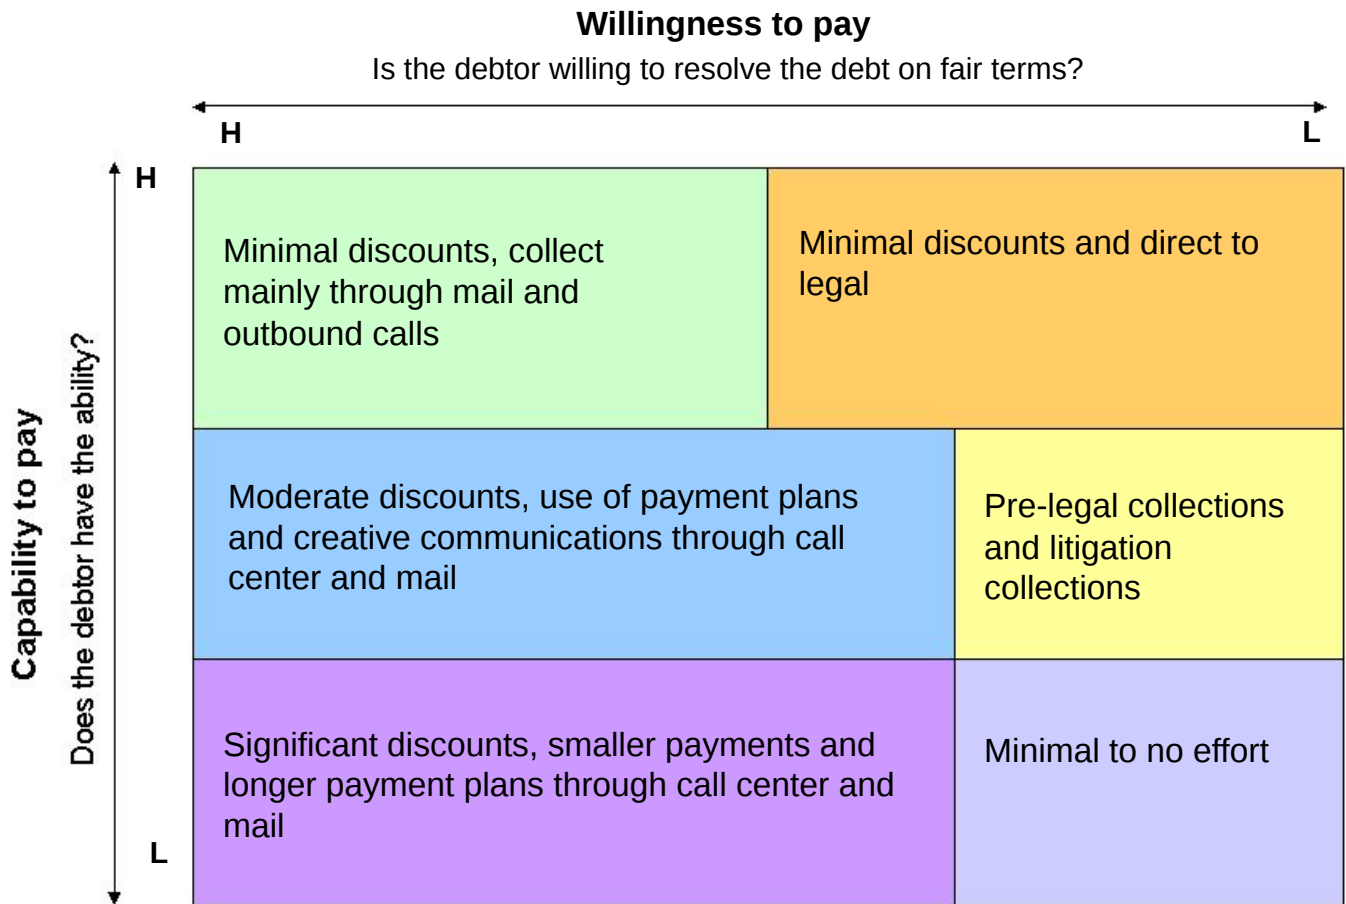 Willingness to pay
Is the debtor willing to resolve the debt on fair terms?
H
L
H
Capability to pay
Does the debtor have the ability?
L
Minimal discounts, collect
mainly through mail and
outbound calls
Minimal discounts and direct to
legal
Moderate discounts, use of payment plans
and creative communications through call
center and mail
Pre-legal collections
and litigation
collections
Significant discounts, smaller payments and
longer payment plans through call center and
mail
Minimal to no effort